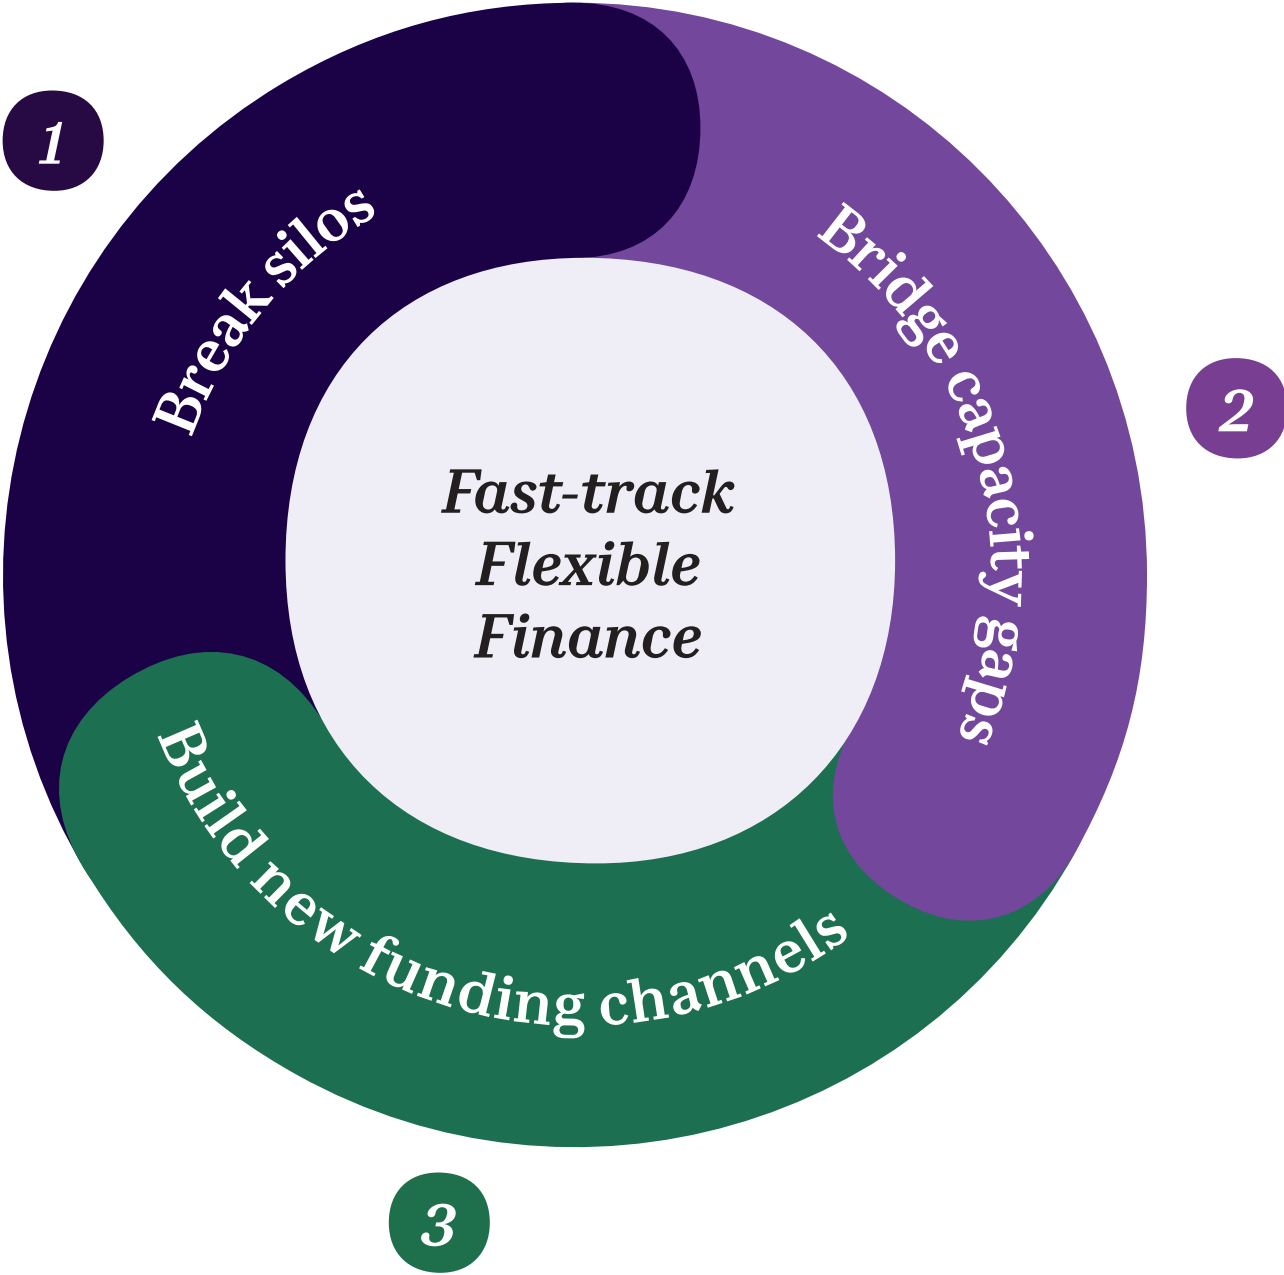 1
Break silos
2
Bridge capacity gaps
3
Build new funding channels
Fast-track
Flexible
Finance